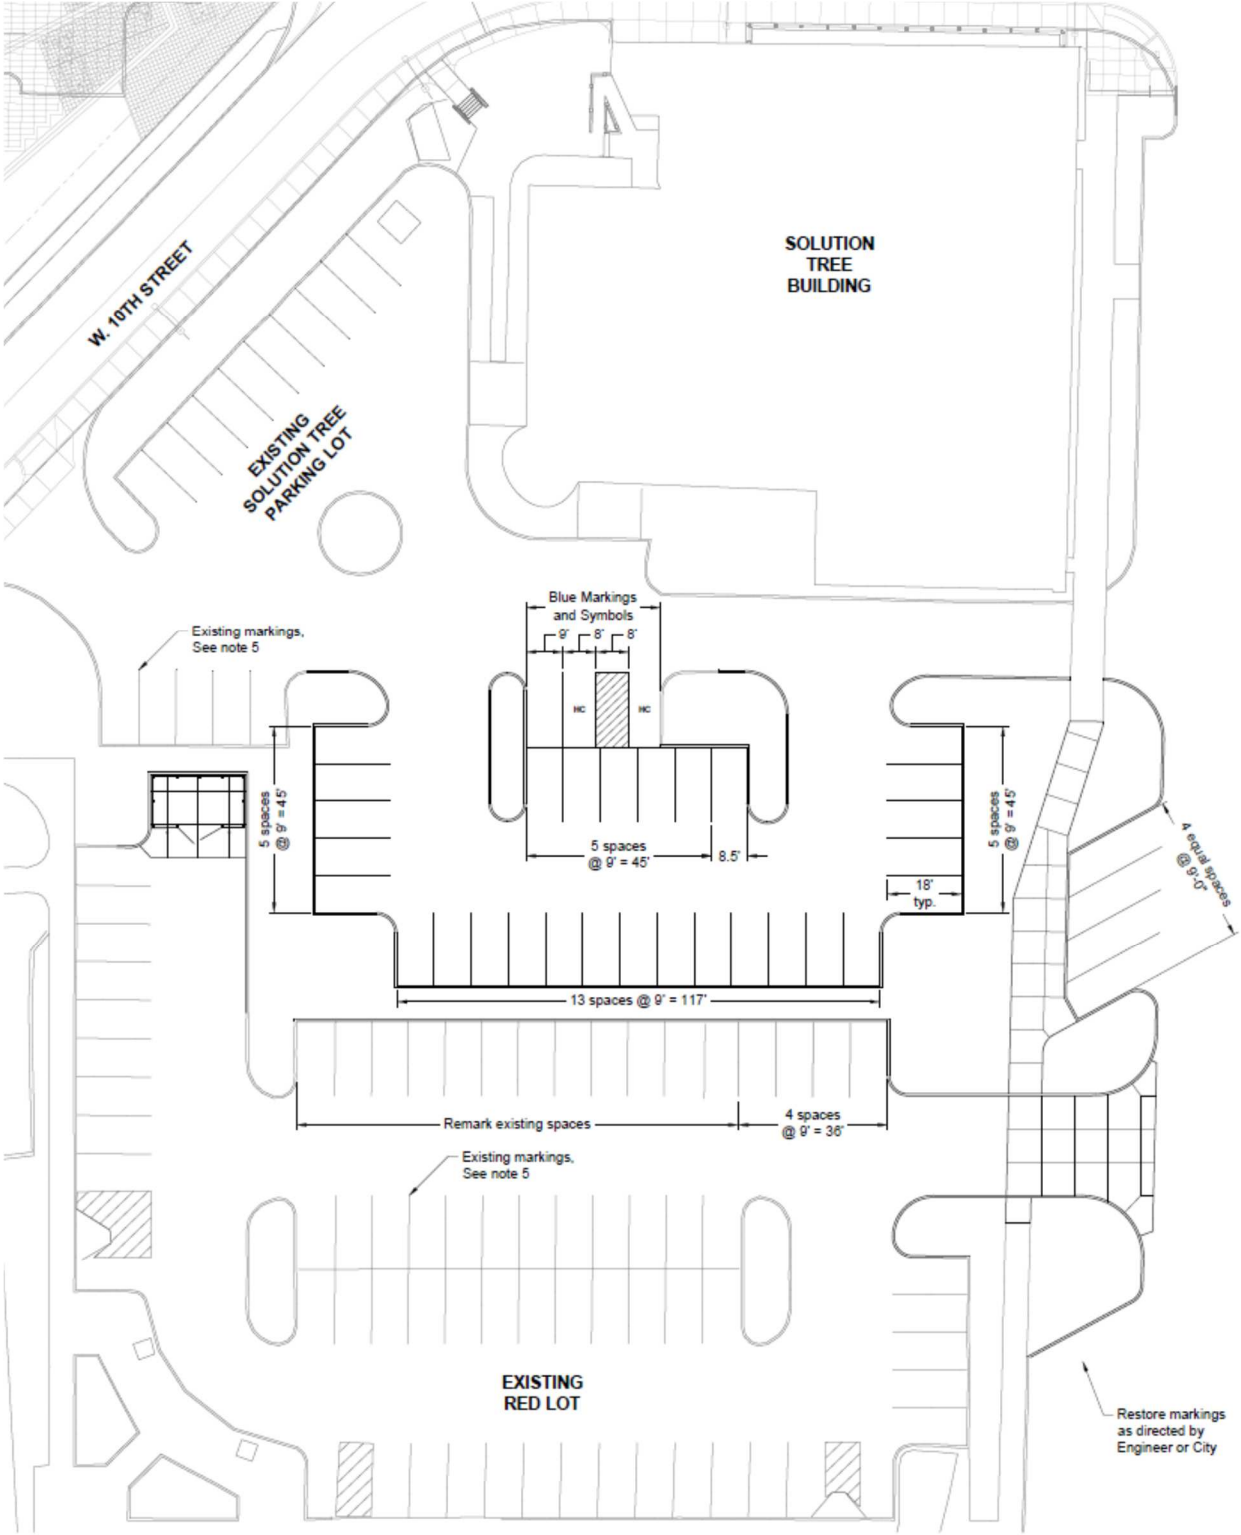 SOLUTION
TREE
BUILDING
W. 10TH STREET
EXISTING
SOLUTION TREE
PARKING LOT
Blue Markings
and Symbols
9' 8' 8'
Existing markings,
See note 5
HC HC
5 spaces
@ 9' = 45'
5 spaces
@ 9' = 45'
4 equal spaces
@ 9'-0"
5 spaces
@ 9' = 45'
8.5'
18'
typ.
13 spaces @ 9' = 117'
Remark existing spaces
4 spaces
@ 9' = 36'
Existing markings,
See note 5
EXISTING
RED LOT
Restore markings
as directed by
Engineer or City